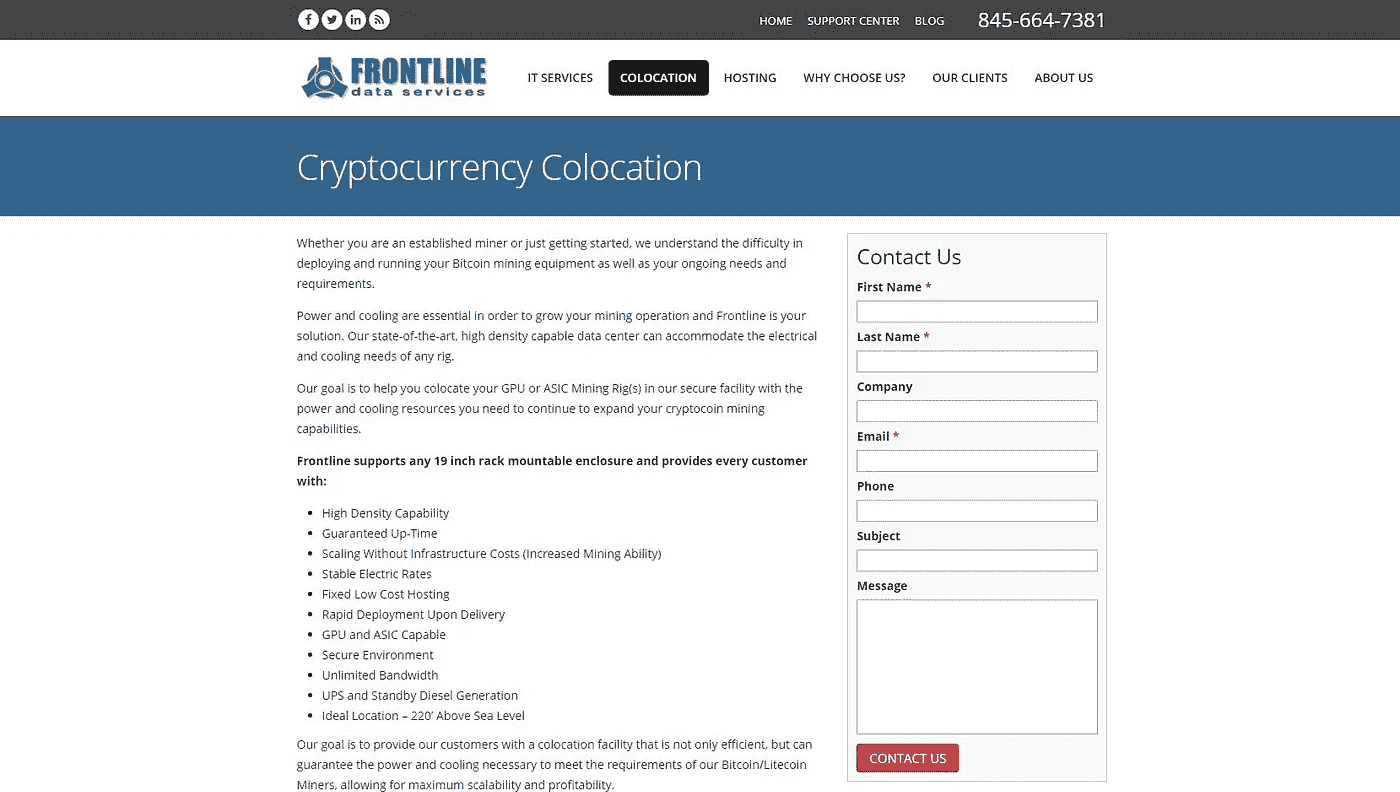 HOME SUPPORT CENTER BLOG 845-664-7381
FRONTLINE
data services
IT SERVICES COLOCATION HOSTING WHY CHOOSE US? OUR CLIENTS ABOUT US
Cryptocurrency Colocation
Whether you are an established miner or just getting started, we understand the difficulty in
deploying and running your Bitcoin mining equipment as well as your ongoing needs and
requirements.
Power and cooling are essential in order to grow your mining operation and Frontline is your
solution. Our state-of-the-art, high density capable data center can accommodate the electrical
and cooling needs of any rig.
Our goal is to help you colocate your GPU or ASIC Mining Rig(s) in our secure facility with the
power and cooling resources you need to continue to expand your cryptocoin mining
capabilities.
Frontline supports any 19 inch rack mountable enclosure and provides every customer
with:
• High Density Capability
• Guaranteed Up-Time
• Scaling Without Infrastructure Costs (Increased Mining Ability)
• Stable Electric Rates
• Fixed Low Cost Hosting
• Rapid Deployment Upon Delivery
• GPU and ASIC Capable
• Secure Environment
• Unlimited Bandwidth
• UPS and Standby Diesel Generation
• Ideal Location – 220’ Above Sea Level
Our goal is to provide our customers with a colocation facility that is not only efficient, but can
guarantee the power and cooling necessary to meet the requirements of our Bitcoin/Litecoin
Miners, allowing for maximum scalability and profitability.
Contact Us
First Name *
Last Name *
Company
Email *
Phone
Subject
Message
CONTACT US